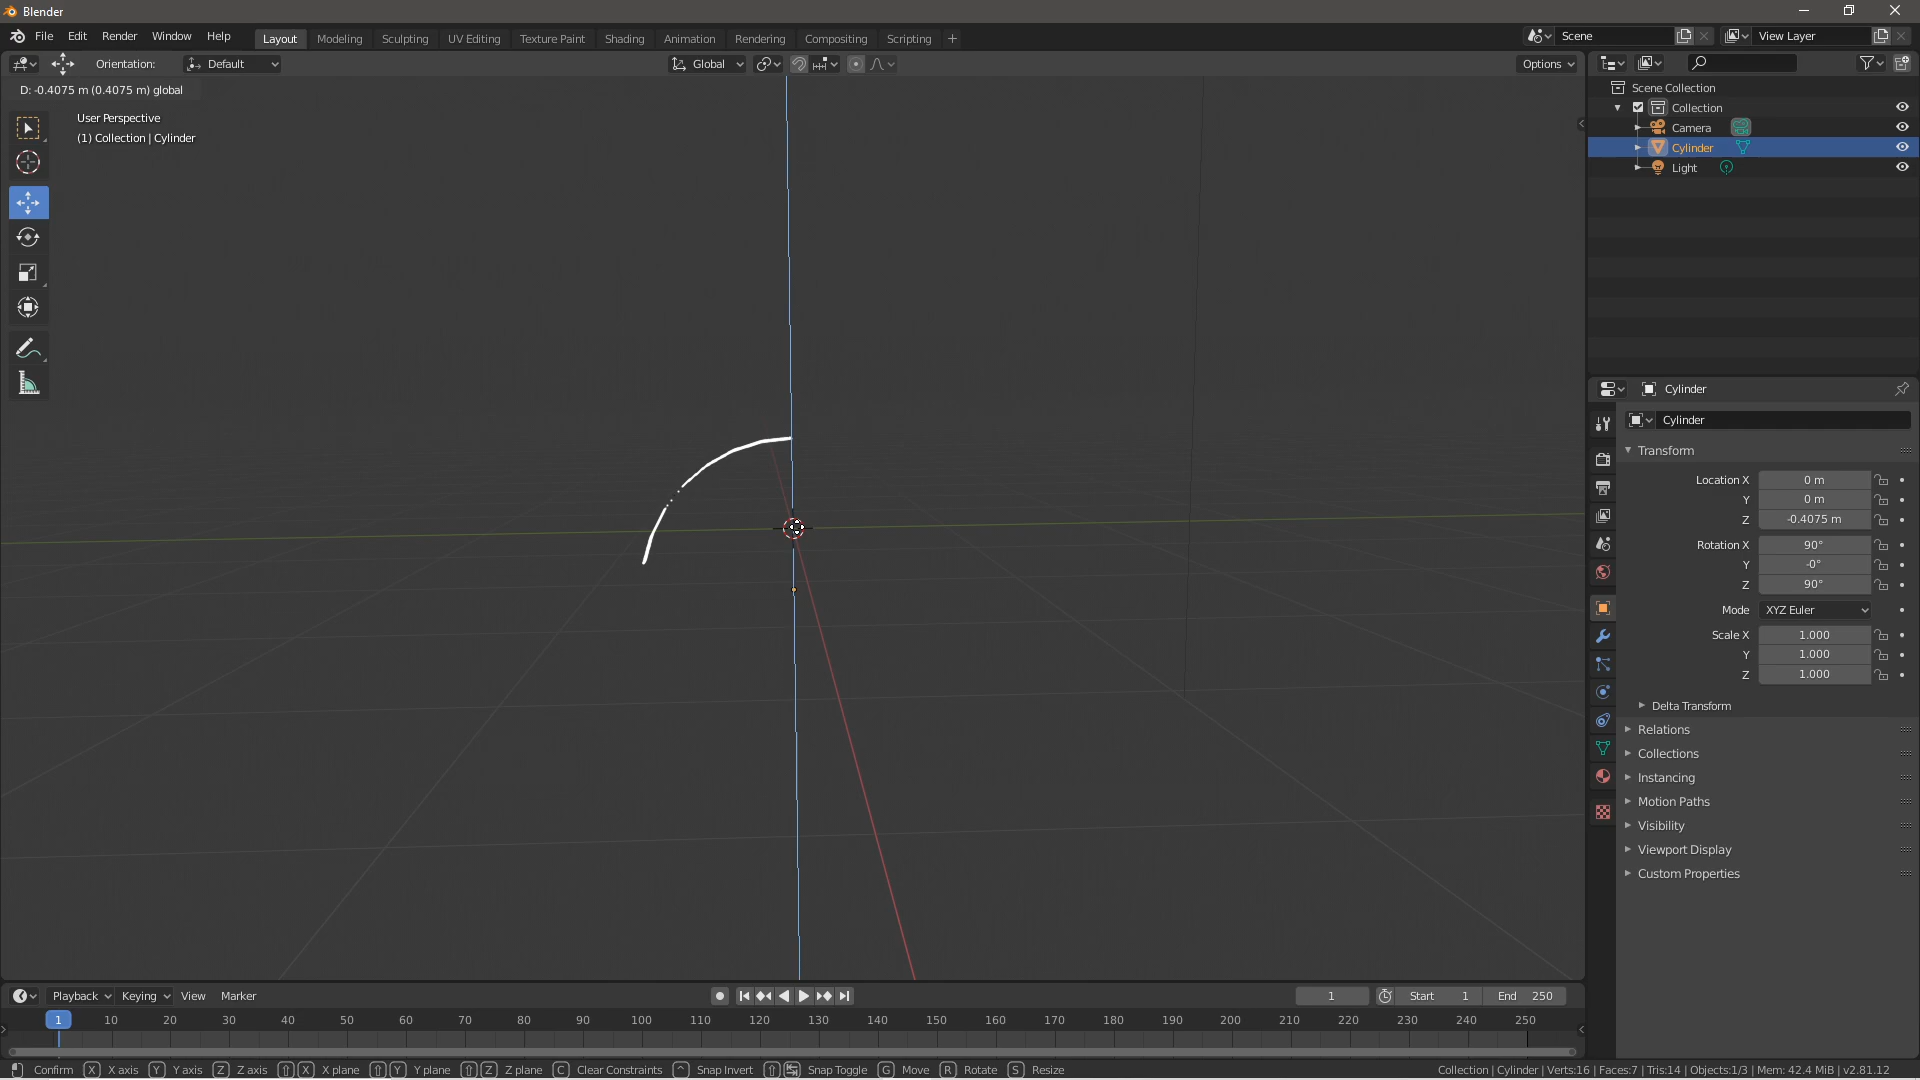 Blender
File Edit Render Window Help Layout Modeling Sculpting UV Editing Texture Paint Shading Animation Rendering Compositing Scripting + Scene View Layer
Orientation: Default Global Options
D: -0.4075 m (0.4075 m) global
User Perspective
(1) Collection | Cylinder
Scene Collection
Collection
Camera
Cylinder
Light
Cylinder
Cylinder
Transform
Location X 0 m
Y 0 m
Z -0.4075 m
Rotation X 90°
Y -0°
Z 90°
Mode XYZ Euler
Scale X 1.000
Y 1.000
Z 1.000
Delta Transform
Relations
Collections
Instancing
Motion Paths
Visibility
Viewport Display
Custom Properties
Playback Keying View Marker 1 Start 1 End 250
1 10 20 30 40 50 60 70 80 90 100 110 120 130 140 150 160 170 180 190 200 210 220 230 240 250
Confirm X X axis Y Y axis Z Z axis X X plane Y Y plane Z Z plane C Clear Constraints ^ Snap Invert Snap Toggle G Move R Rotate S Resize Collection | Cylinder | Verts:16 | Faces:7 | Tris:14 | Objects:1/3 | Mem: 42.4 MiB | v2.81.12